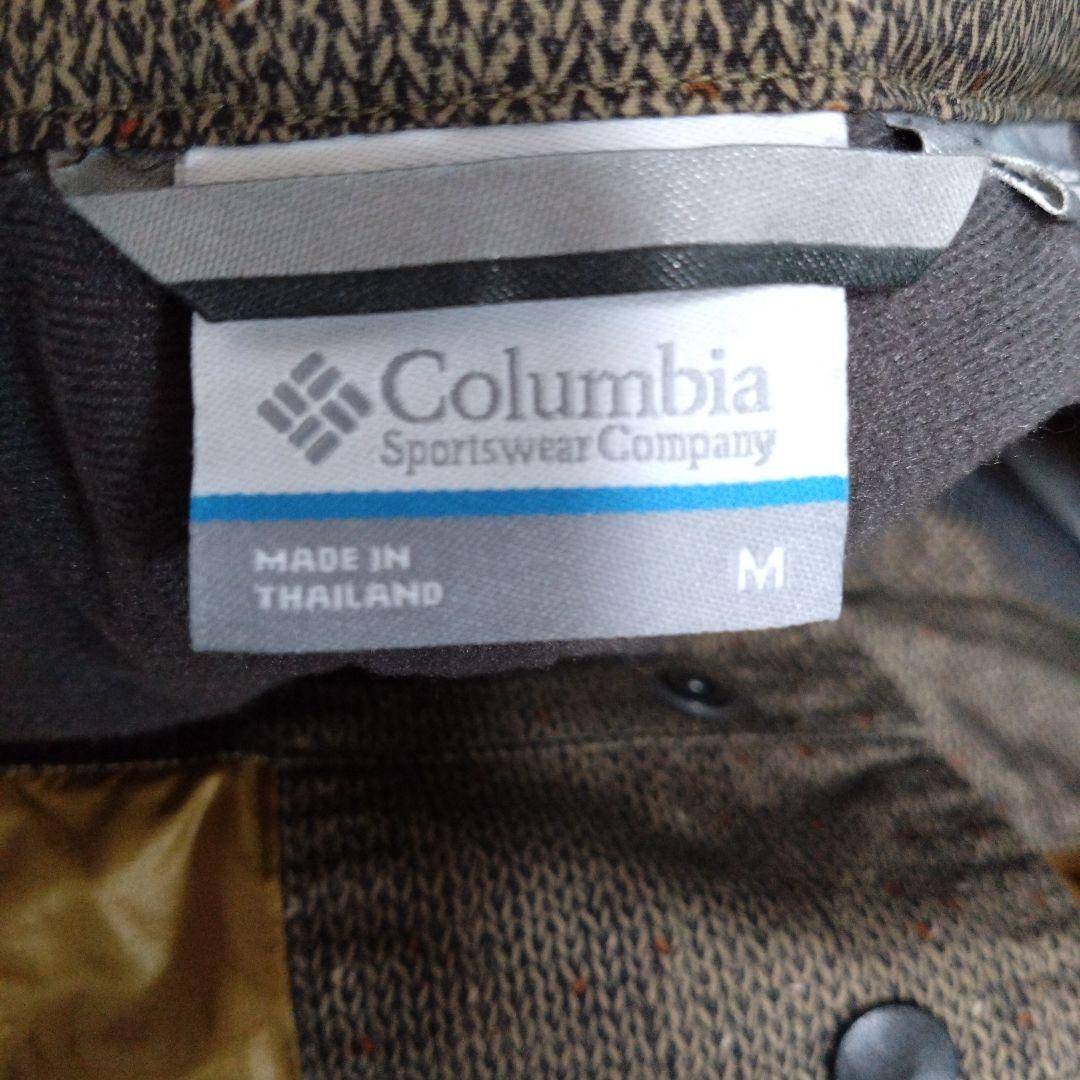 Columbia
Sportswear Company
MADE IN
THAILAND
M